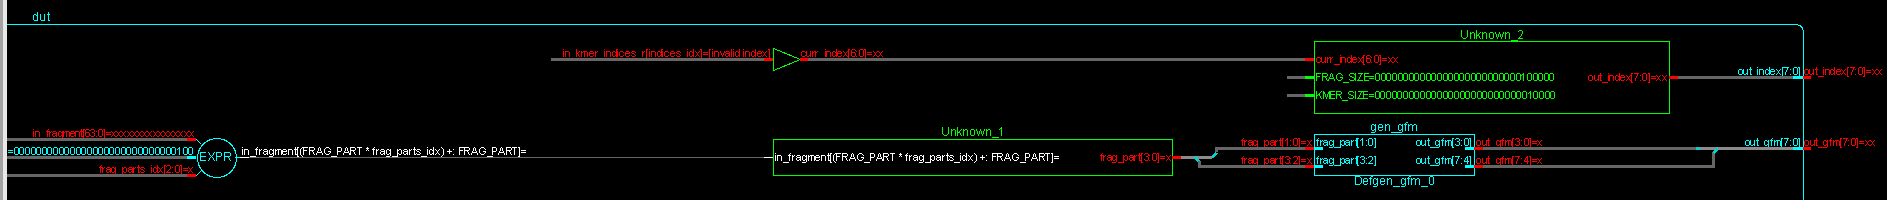 dut
Unknown_2
in_kmer_indices_r[indices_idx]=[invalid index] curr_index[6:0]=xx
curr_index[6:0]=xx
FRAG_SIZE=00000000000000000000000000100000 out_index[7:0]=xx out_index[7:0] out_index[7:0]=xx
KMER_SIZE=00000000000000000000000000010000
Unknown_1 gen_gfm
in_fragment[63:0]=xxxxxxxxxxxxxxxx
frag_part[1:0]=x frag_part[1:0] out_gfm[3:0] out_gfm[3:0]=x out_gfm[7:0] out_gfm[7:0]=xx
EXPR in_fragment[(FRAG_PART * frag_parts_idx) +: FRAG_PART]= in_fragment[(FRAG_PART * frag_parts_idx) +: FRAG_PART]= frag_part[3:0]=x
frag_part[3:2]=x frag_part[3:2] out_gfm[7:4] out_gfm[7:4]=x
frag_parts_idx[2:0]=x
Defgen_gfm_0